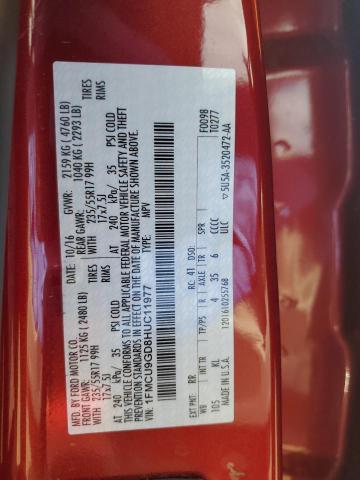 MFD. BY FORD MOTOR CO.
DATE: 10/16 GVWR: 2159 KG ( 4760 LB)
FRONT GAWR: 1125 KG ( 2480 LB) REAR GAWR: 1040 KG ( 2293 LB)
235/55R17 99H WITH 235/55R17 99H TIRES
17x7.5J RIMS WITH 17x7.5J RIMS
AT 240 kPa/ 35 PSI COLD AT 240 kPa/ 35 PSI COLD
THIS VEHICLE CONFORMS TO ALL APPLICABLE FEDERAL MOTOR VEHICLE SAFETY AND THEFT
PREVENTION STANDARDS IN EFFECT ON THE DATE OF MANUFACTURE SHOWN ABOVE.
VIN: 1FMCU9GD8HUC11977 F0098
TYPE: MPV T0277
EXT PNT: RR RC: 41 DSO:
WB INT TR TP/PS R AXLE TR SPR
105 KL 4 35 6 CCCC
ULC
1201610255768 5U5A-3520472-AA